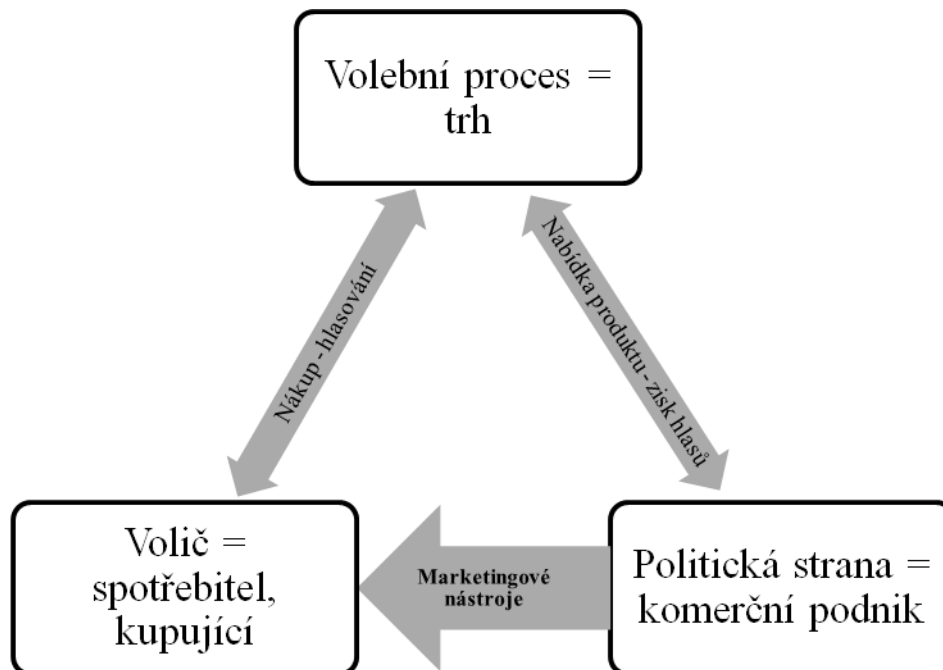 Volební proces =
trh
Nákup - hlasování
Nabídka produktu - zisk hlasů
Volič =
spotřebitel,
kupující
Marketingové
nástroje
Politická strana =
komerční podnik